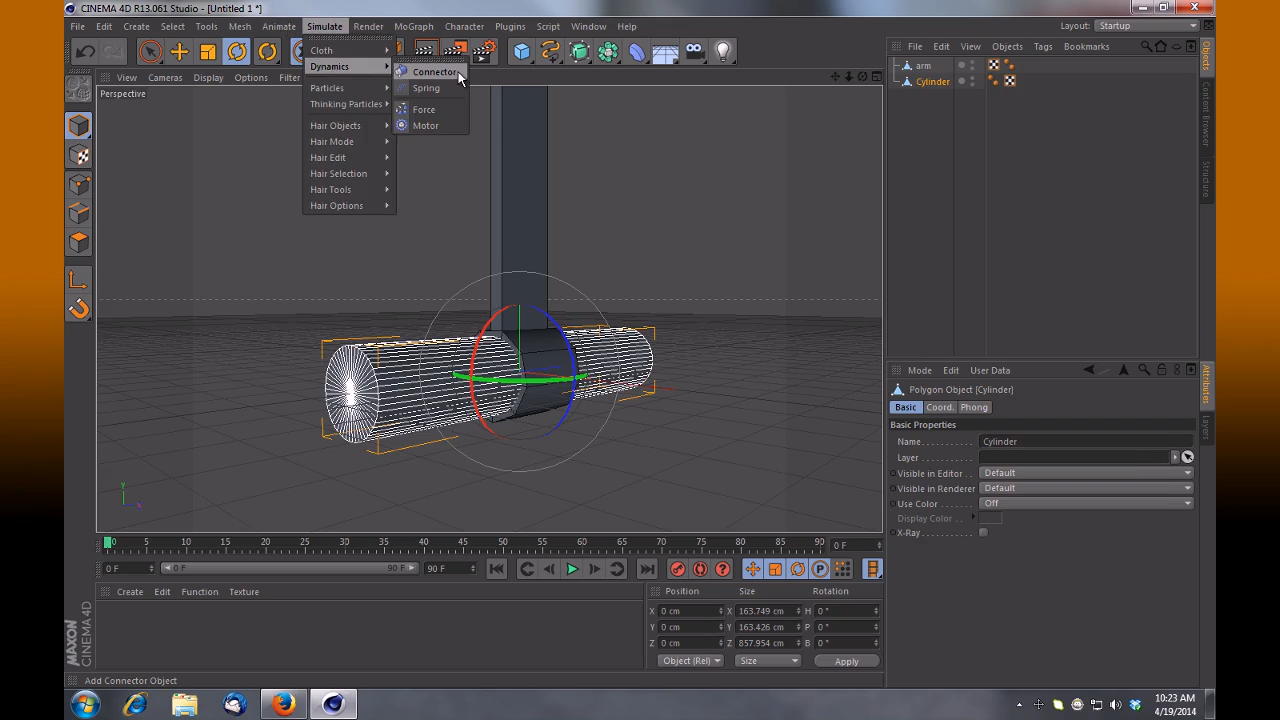 CINEMA 4D R13.061 Studio - [Untitled 1 *]
File Edit Create Select Tools Mesh Animate Simulate Render MoGraph Character Plugins Script Window Help Layout: Startup
Cloth
Dynamics
Particles
Thinking Particles
Hair Objects
Hair Mode
Hair Edit
Hair Selection
Hair Tools
Hair Options
Connector
Spring
Force
Motor
View Cameras Display Options Filter
Perspective
Y
X
File Edit View Objects Tags Bookmarks
arm
Cylinder
Objects
Content Browser
Structure
Mode Edit User Data
Polygon Object [Cylinder]
Basic Coord. Phong
Basic Properties
Name Cylinder
Layer
Visible in Editor Default
Visible in Renderer Default
Use Color Off
Display Color
X-Ray
Attributes
Layers
0 5 10 15 20 25 30 35 40 45 50 55 60 65 70 75 80 85 90 0 F
0 F 0 F 90 F 90 F
Create Edit Function Texture
Position Size Rotation
X 0 cm X 163.749 cm H 0 °
Y 0 cm Y 163.426 cm P 0 °
Z 0 cm Z 857.954 cm B 0 °
Object (Rel) Size Apply
MAXON
CINEMA 4D
Add Connector Object
10:23 AM
4/19/2014